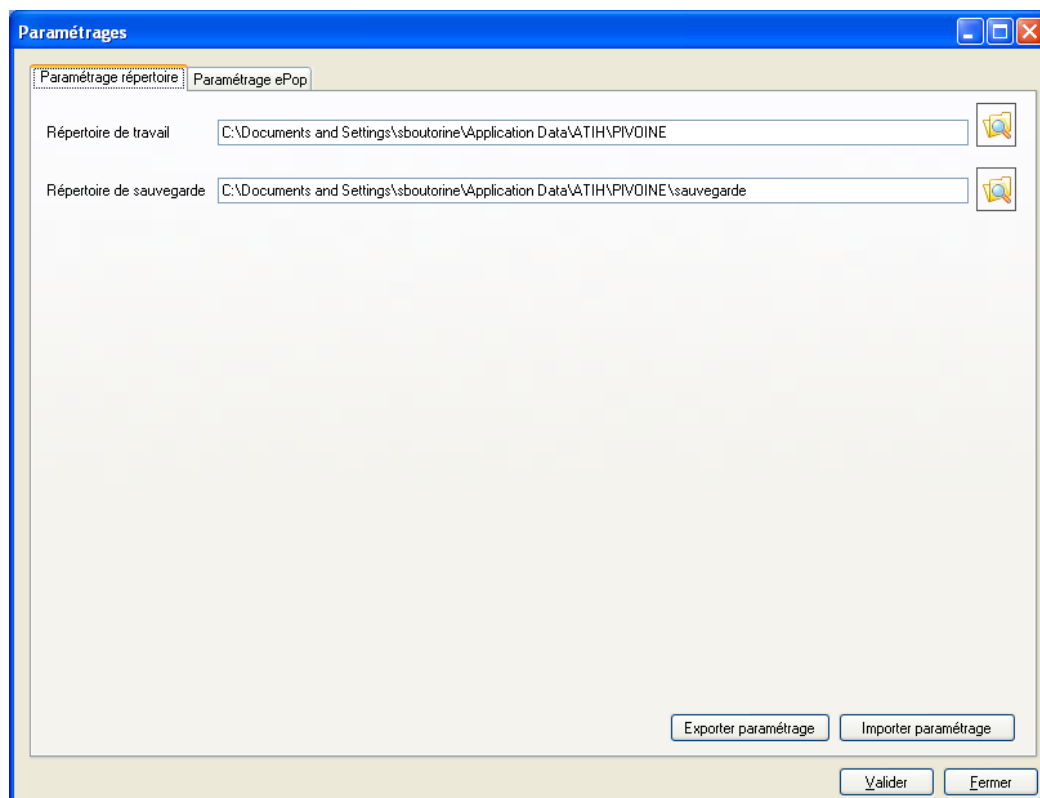 Paramétrages
Paramétrage répertoire Paramétrage ePop
Répertoire de travail C:\Documents and Settings\sboutorine\Application Data\ATIH\PIVOINE
Répertoire de sauvegarde C:\Documents and Settings\sboutorine\Application Data\ATIH\PIVOINE\sauvegarde
Exporter paramétrage Importer paramétrage
Valider Fermer